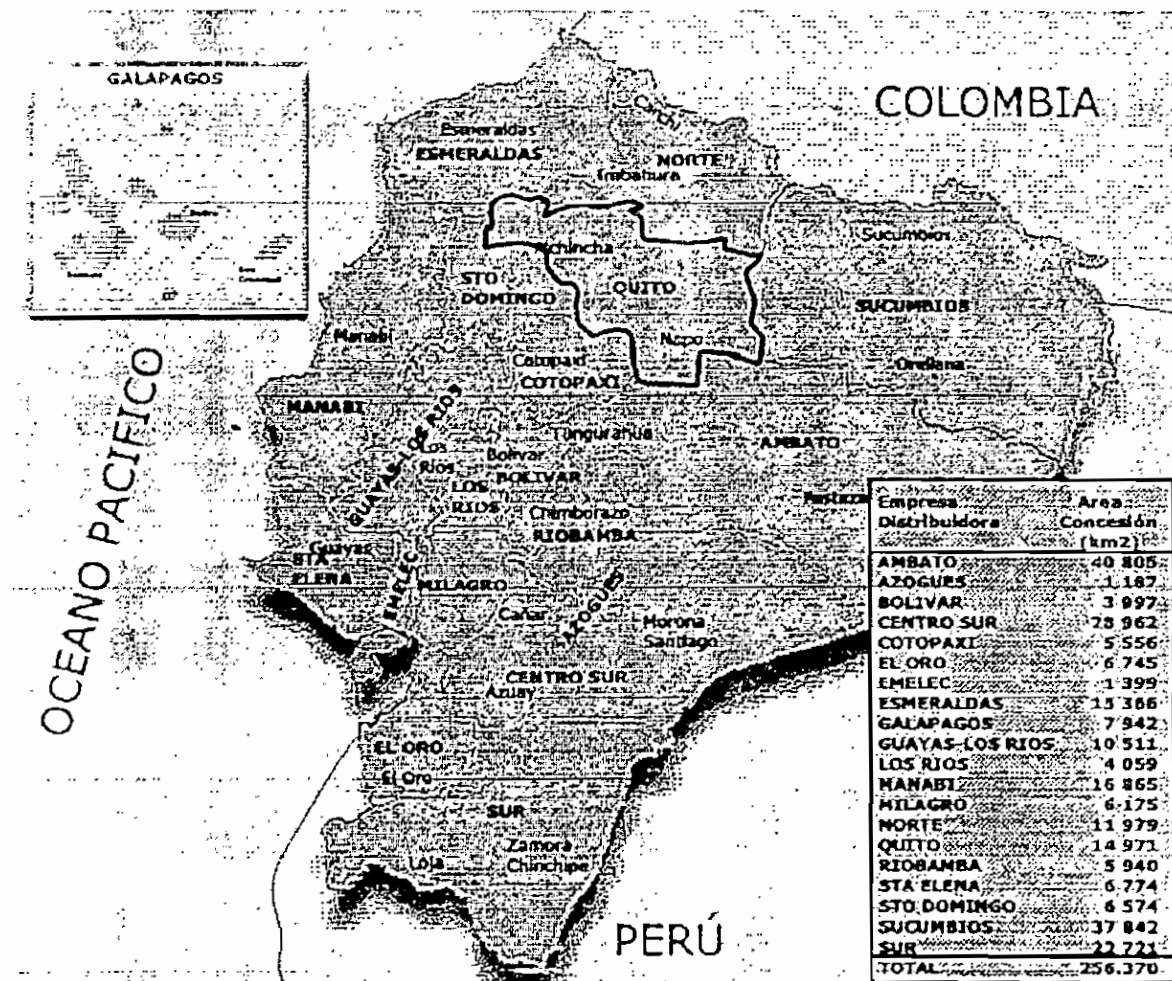 GALAPAGOS
COLOMBIA
Carchi
Esmeraldas
ESMERALDAS
NORTE
Imbabura
Pichincha
Sucumbios
STO
DOMINGO
QUITO
SUCUMBIOS
Manabi
Napo
Cotopaxi
COTOPAXI
Orellana
OCEANO PACIFICO
MANABI
GUAYAS-LOS RIOS
Tungurahua
AMBATO
Los
Rios
Bolivar
BOLIVAR
LOS
RIOS
Pastaza
Chimborazo
RIOBAMBA
Guayas
STA
ELENA
EMELEC
MILAGRO
AZOGUES
Cañar
Morona
Santiago
CENTRO SUR
Azuay
EL ORO
El Oro
SUR
Loja
Zamora
Chinchipe
PERÚ
Empresa Area
Distribuidora Concesión
(km2)
AMBATO 40 805
AZOGUES 1 187
BOLIVAR 3 997
CENTRO SUR 28 962
COTOPAXI 5 556
EL ORO 6 745
EMELEC 1 399
ESMERALDAS 15 366
GALAPAGOS 7 942
GUAYAS-LOS RIOS 10 511
LOS RIOS 4 059
MANABI 16 865
MILAGRO 6 175
NORTE 11 979
QUITO 14 971
RIOBAMBA 5 940
STA ELENA 6 774
STO DOMINGO 6 574
SUCUMBIOS 37 842
SUR 22 721
TOTAL 256.370